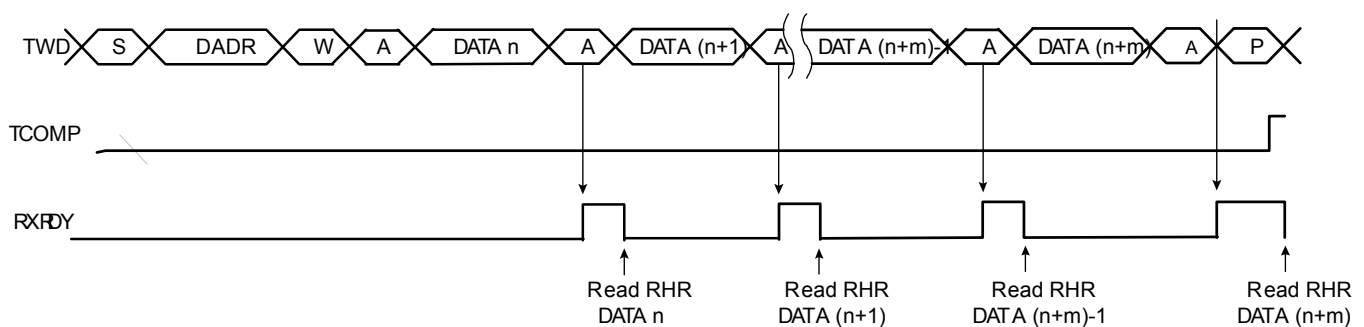 TWD S DADR W A DATA n A DATA (n+1) A DATA (n+m)-1 A DATA (n+m) A P
TCOMP
RXRDY
Read RHR Read RHR Read RHR Read RHR
DATA n DATA (n+1) DATA (n+m)-1 DATA (n+m)